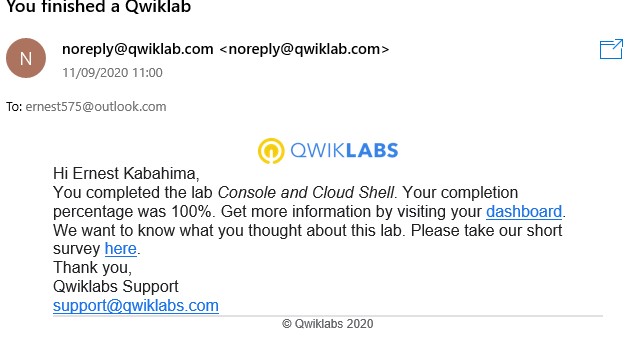 You finished a Qwiklab
N
noreply@qwiklab.com <noreply@qwiklab.com>
11/09/2020 11:00
To: ernest575@outlook.com
QWIKLABS
Hi Ernest Kabahima,
You completed the lab Console and Cloud Shell. Your completion
percentage was 100%. Get more information by visiting your dashboard.
We want to know what you thought about this lab. Please take our short
survey here.
Thank you,
Qwiklabs Support
support@qwiklabs.com
© Qwiklabs 2020